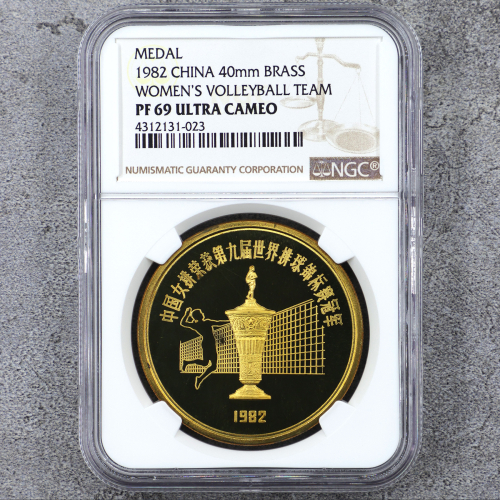 MEDAL
1982 CHINA 40mm BRASS
WOMEN'S VOLLEYBALL TEAM
PF 69 ULTRA CAMEO
4312131-023
NUMISMATIC GUARANTY CORPORATION
NGC®
中国女排荣获第九届世界排球锦标赛冠军
1982